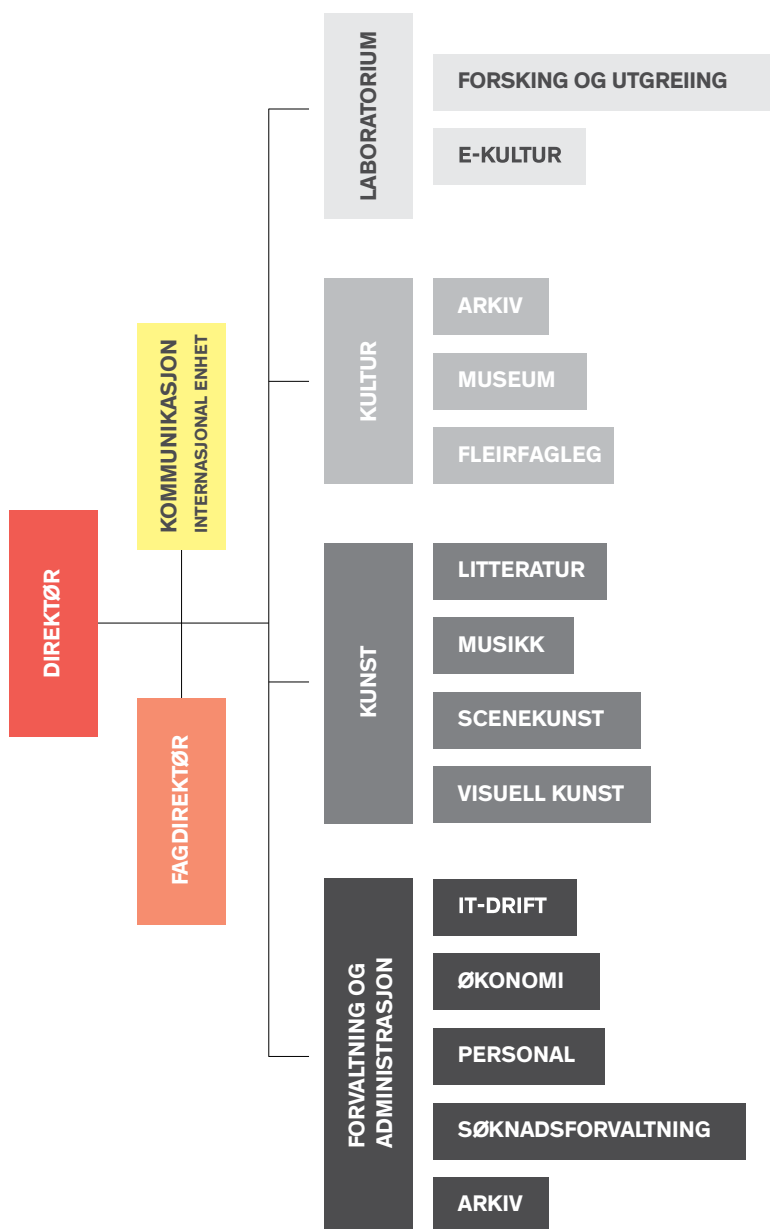 DIREKTØR
KOMMUNIKASJON
INTERNASJONAL ENHET
FAGDIREKTØR
LABORATORIUM
FORSKING OG UTGREIING
E-KULTUR
KULTUR
ARKIV
MUSEUM
FLEIRFAGLEG
KUNST
LITTERATUR
MUSIKK
SCENEKUNST
VISUELL KUNST
FORVALTNING OG
ADMINISTRASJON
IT-DRIFT
ØKONOMI
PERSONAL
SØKNADSFORVALTNING
ARKIV